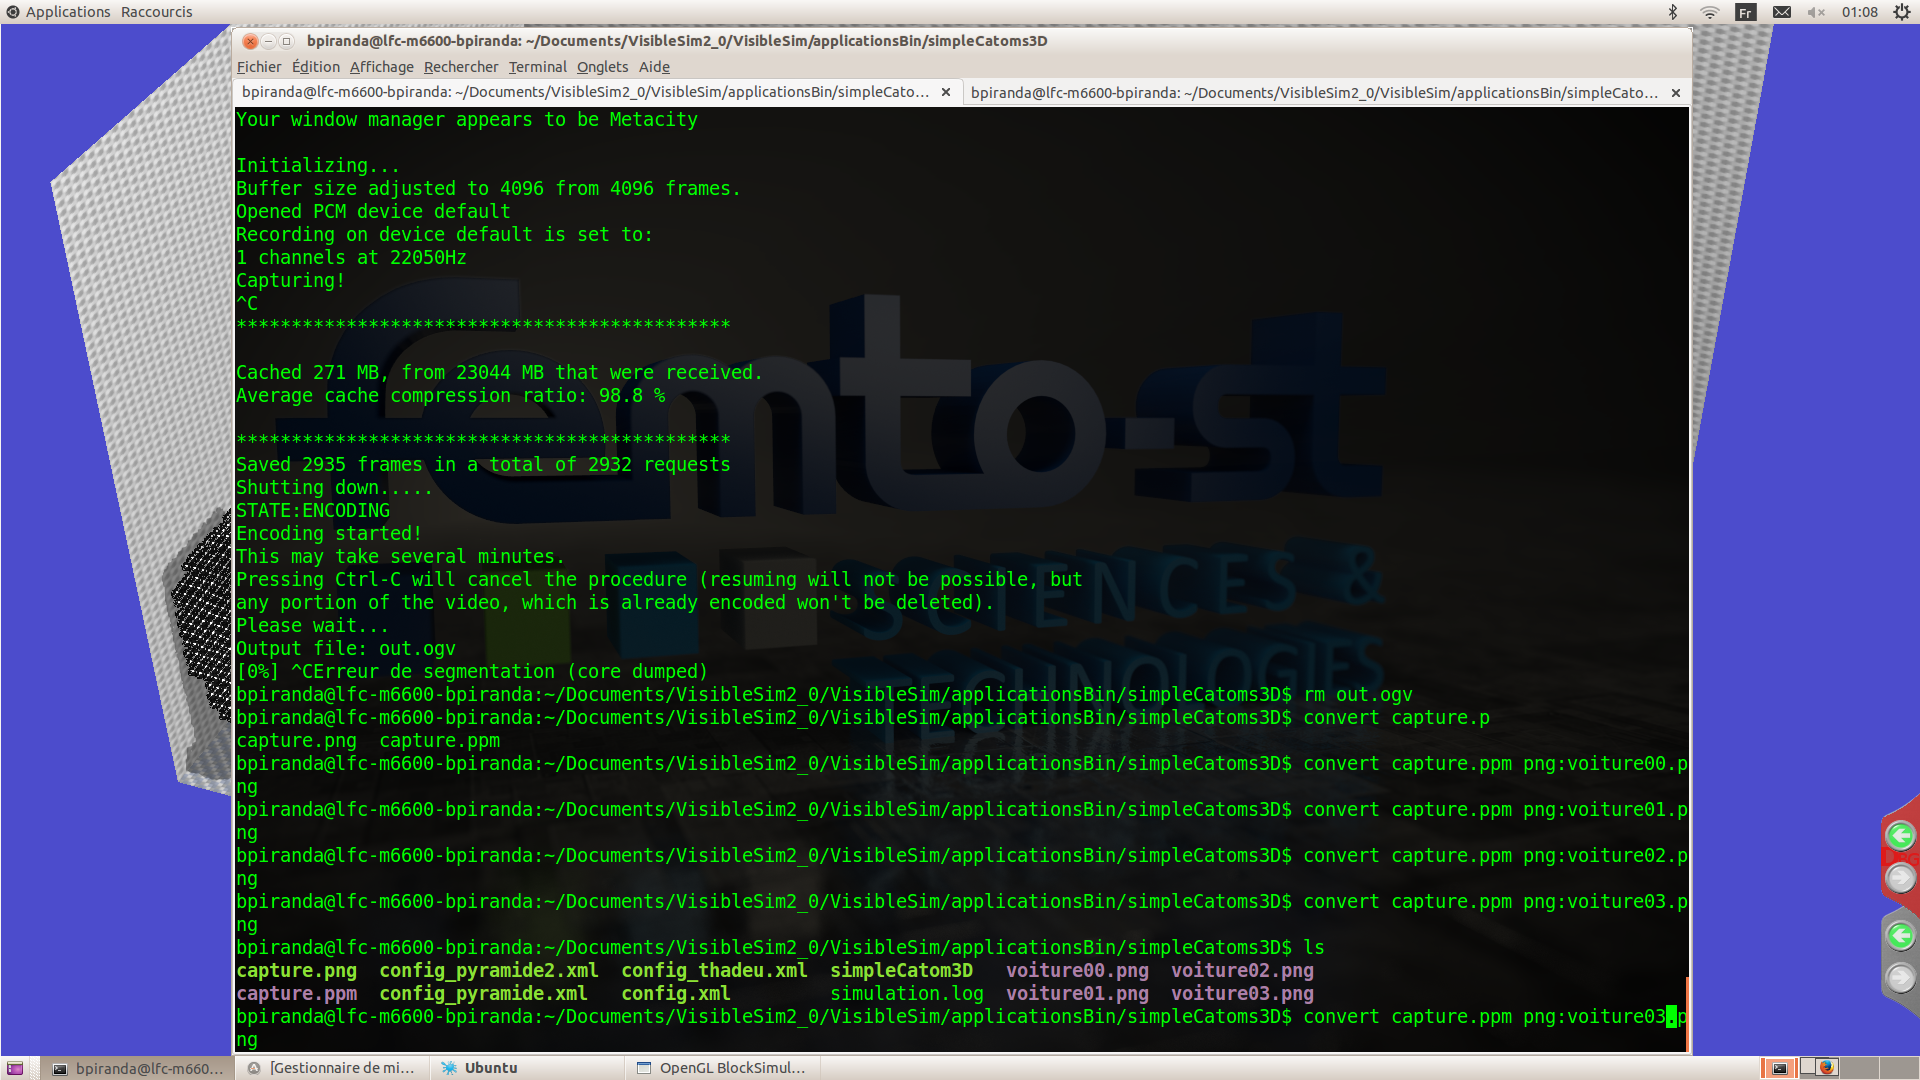 Applications Raccourcis
Fr 01:08
bpiranda@lfc-m6600-bpiranda: ~/Documents/VisibleSim2_0/VisibleSim/applicationsBin/simpleCatoms3D
Fichier Édition Affichage Rechercher Terminal Onglets Aide
bpiranda@lfc-m6600-bpiranda: ~/Documents/VisibleSim2_0/VisibleSim/applicationsBin/simpleCato... bpiranda@lfc-m6600-bpiranda: ~/Documents/VisibleSim2_0/VisibleSim/applicationsBin/simpleCato...
Your window manager appears to be Metacity
Initializing...
Buffer size adjusted to 4096 from 4096 frames.
Opened PCM device default
Recording on device default is set to:
1 channels at 22050Hz
Capturing!
^C
*********************************************
Cached 271 MB, from 23044 MB that were received.
Average cache compression ratio: 98.8 %
*********************************************
Saved 2935 frames in a total of 2932 requests
Shutting down.....
STATE:ENCODING
Encoding started!
This may take several minutes.
Pressing Ctrl-C will cancel the procedure (resuming will not be possible, but
any portion of the video, which is already encoded won't be deleted).
Please wait...
Output file: out.ogv
[0%] ^CErreur de segmentation (core dumped)
bpiranda@lfc-m6600-bpiranda:~/Documents/VisibleSim2_0/VisibleSim/applicationsBin/simpleCatoms3D$ rm out.ogv
bpiranda@lfc-m6600-bpiranda:~/Documents/VisibleSim2_0/VisibleSim/applicationsBin/simpleCatoms3D$ convert capture.p
capture.png capture.ppm
bpiranda@lfc-m6600-bpiranda:~/Documents/VisibleSim2_0/VisibleSim/applicationsBin/simpleCatoms3D$ convert capture.ppm png:voiture00.p
ng
bpiranda@lfc-m6600-bpiranda:~/Documents/VisibleSim2_0/VisibleSim/applicationsBin/simpleCatoms3D$ convert capture.ppm png:voiture01.p
ng
bpiranda@lfc-m6600-bpiranda:~/Documents/VisibleSim2_0/VisibleSim/applicationsBin/simpleCatoms3D$ convert capture.ppm png:voiture02.p
ng
bpiranda@lfc-m6600-bpiranda:~/Documents/VisibleSim2_0/VisibleSim/applicationsBin/simpleCatoms3D$ convert capture.ppm png:voiture03.p
ng
bpiranda@lfc-m6600-bpiranda:~/Documents/VisibleSim2_0/VisibleSim/applicationsBin/simpleCatoms3D$ ls
capture.png config_pyramide2.xml config_thadeu.xml simpleCatom3D voiture00.png voiture02.png
capture.ppm config_pyramide.xml config.xml simulation.log voiture01.png voiture03.png
bpiranda@lfc-m6600-bpiranda:~/Documents/VisibleSim2_0/VisibleSim/applicationsBin/simpleCatoms3D$ convert capture.ppm png:voiture03.p
ng
femto-st
SCIENCES &
TECHNOLOGIES
bpiranda@lfc-m660... [Gestionnaire de mi... Ubuntu OpenGL BlockSimul...